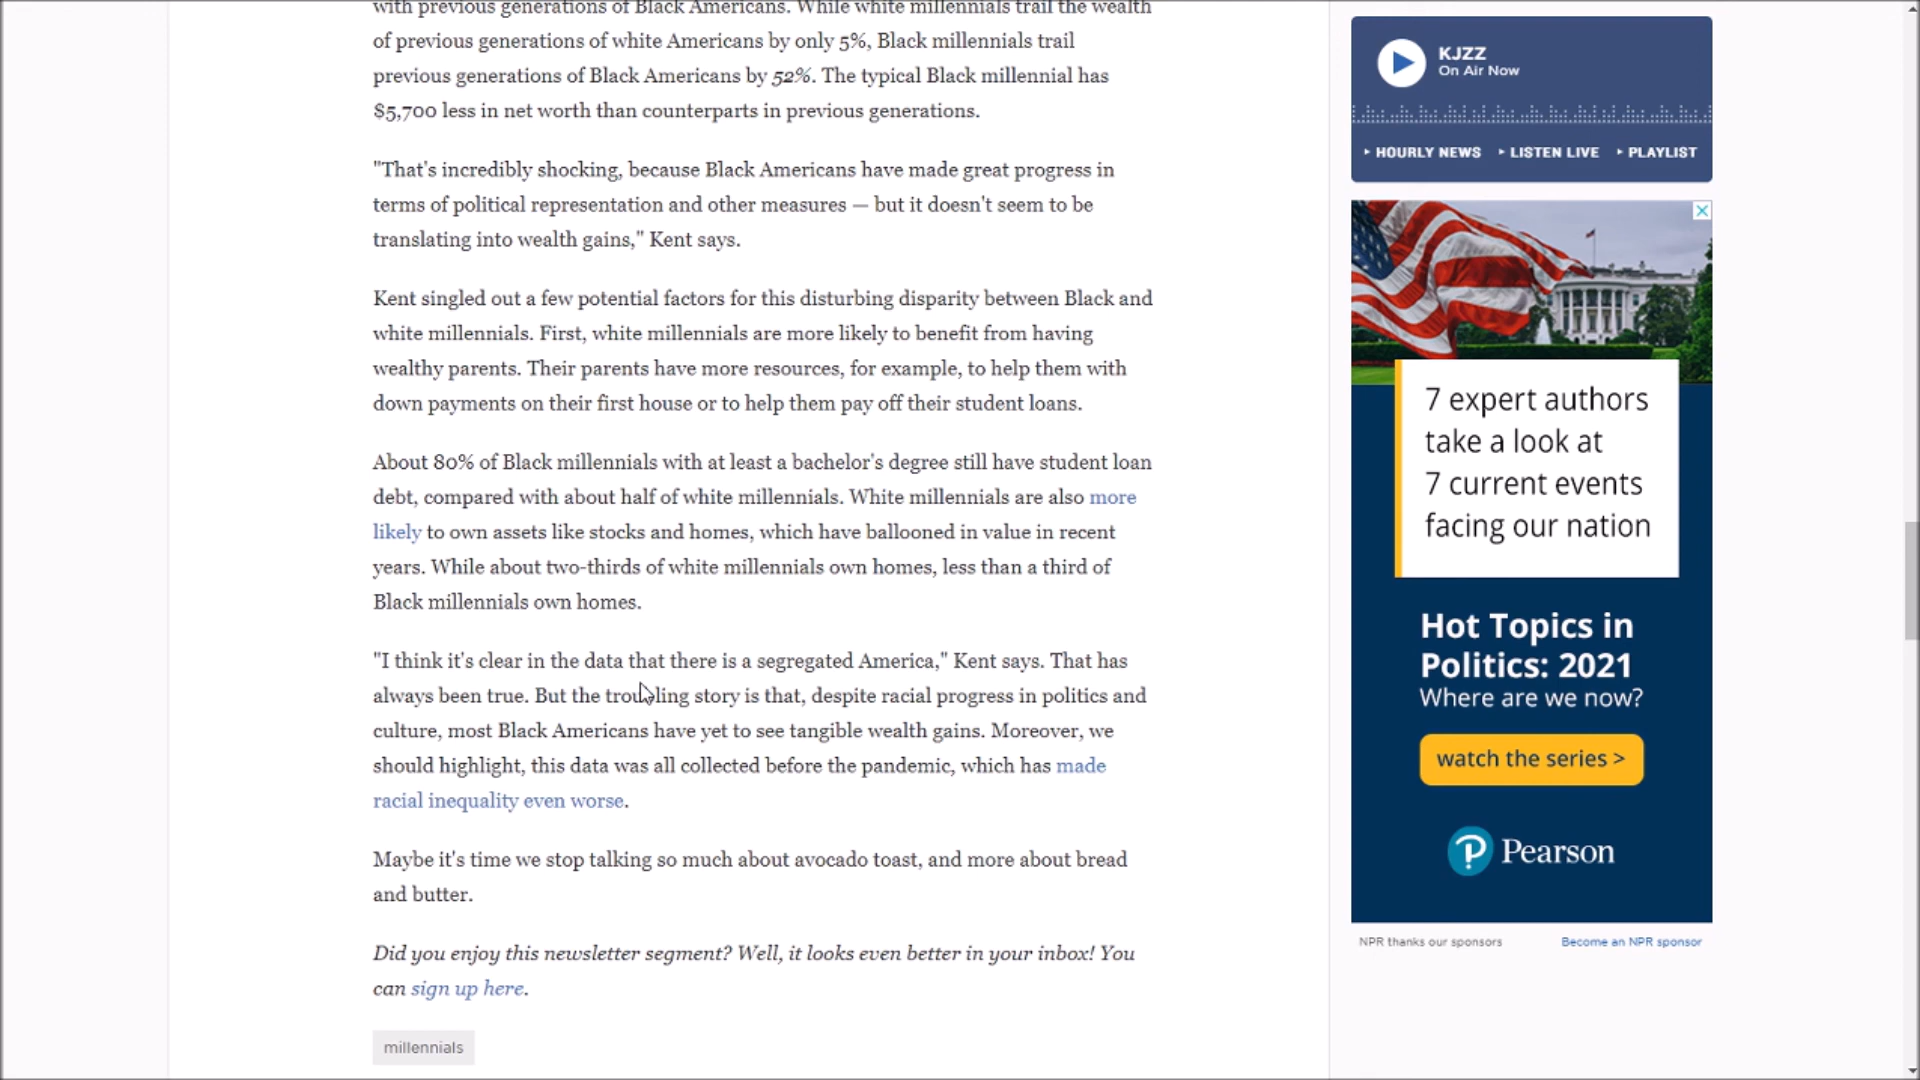 with previous generations of Black Americans. While white millennials trail the wealth
of previous generations of white Americans by only 5%, Black millennials trail
previous generations of Black Americans by 52%. The typical Black millennial has
$5,700 less in net worth than counterparts in previous generations.
"That's incredibly shocking, because Black Americans have made great progress in
terms of political representation and other measures — but it doesn't seem to be
translating into wealth gains," Kent says.
Kent singled out a few potential factors for this disturbing disparity between Black and
white millennials. First, white millennials are more likely to benefit from having
wealthy parents. Their parents have more resources, for example, to help them with
down payments on their first house or to help them pay off their student loans.
About 80% of Black millennials with at least a bachelor's degree still have student loan
debt, compared with about half of white millennials. White millennials are also more
likely to own assets like stocks and homes, which have ballooned in value in recent
years. While about two-thirds of white millennials own homes, less than a third of
Black millennials own homes.
"I think it's clear in the data that there is a segregated America," Kent says. That has
always been true. But the troubling story is that, despite racial progress in politics and
culture, most Black Americans have yet to see tangible wealth gains. Moreover, we
should highlight, this data was all collected before the pandemic, which has made
racial inequality even worse.
Maybe it's time we stop talking so much about avocado toast, and more about bread
and butter.
Did you enjoy this newsletter segment? Well, it looks even better in your inbox! You
can sign up here.
millennials
KJZZ
On Air Now
HOURLY NEWS LISTEN LIVE PLAYLIST
7 expert authors
take a look at
7 current events
facing our nation
Hot Topics in
Politics: 2021
Where are we now?
watch the series >
Pearson
NPR thanks our sponsors Become an NPR sponsor